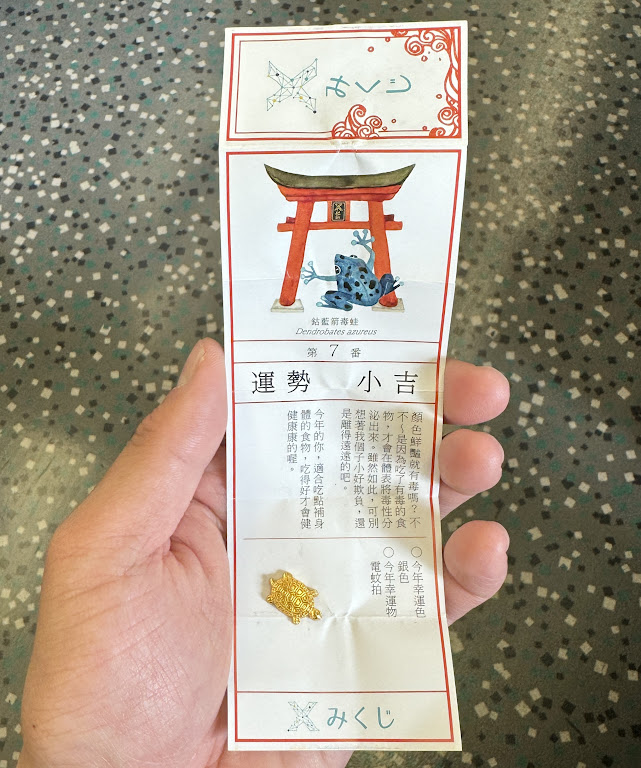 みくじ
鈷藍箭毒蛙
Dendrobates azureus
第 7 番
運勢 小吉
顏色鮮豔就有毒嗎？不
不～是因為吃了有毒的食
物，才會在體表將毒性分
泌出來。雖然如此，可別
想著我個子小好欺負，還
是離得遠遠的吧。
今年的你，適合吃點補身
體的食物，吃得好才會健
健康康的喔。
○今年幸運色
銀色
○今年幸運物
電蚊拍
Xみくじ